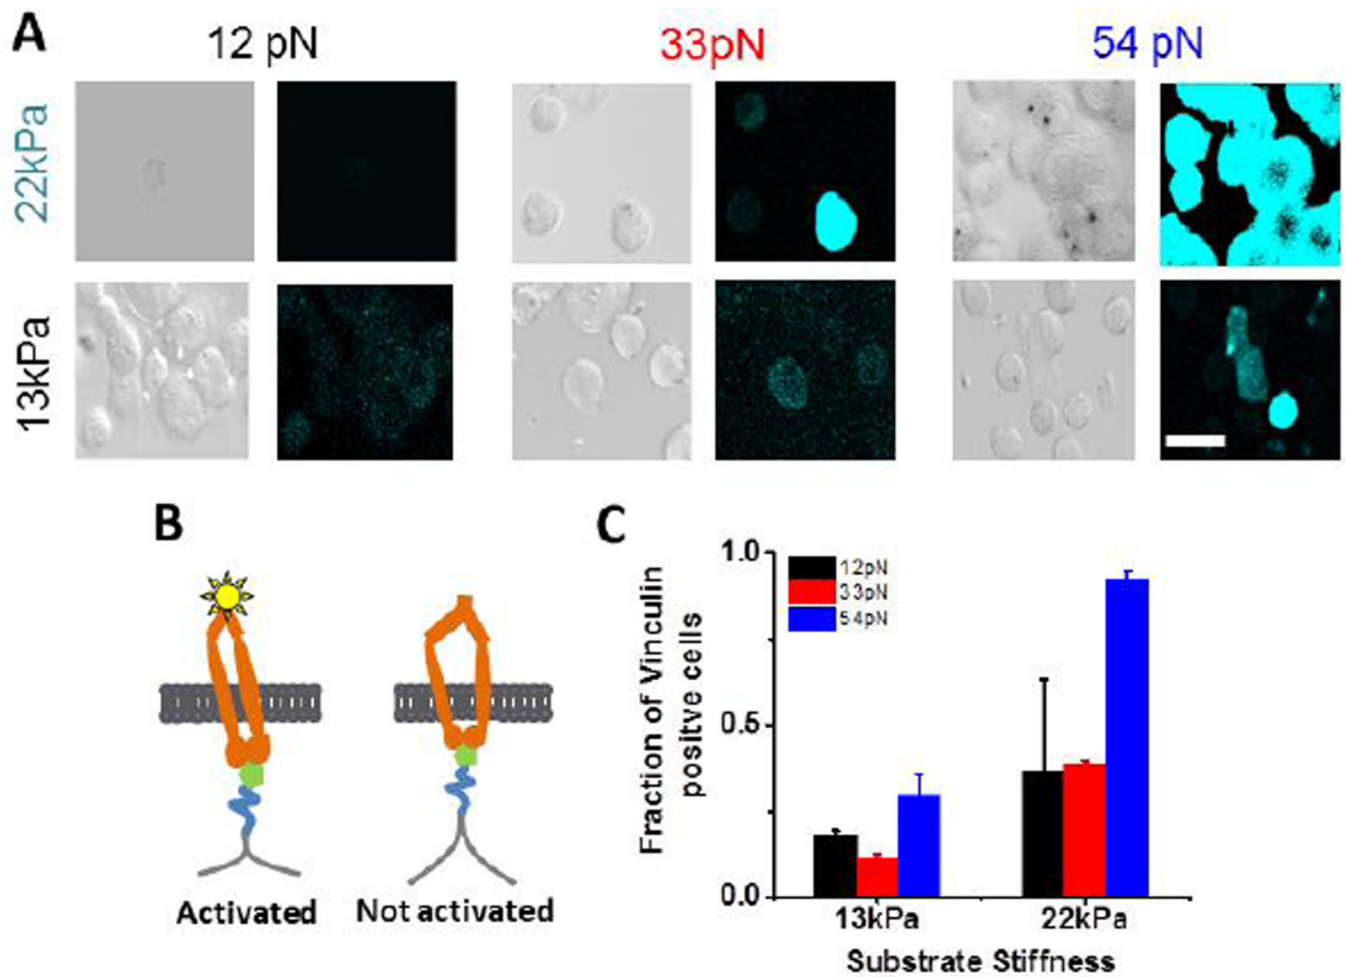 A
12 pN
33pN
54 pN
22kPa
13kPa
B
Activated
Not activated
C
Fraction of Vinculin
positve cells
1.0
0.5
0.0
12pN
33pN
54pN
13kPa
22kPa
Substrate Stiffness